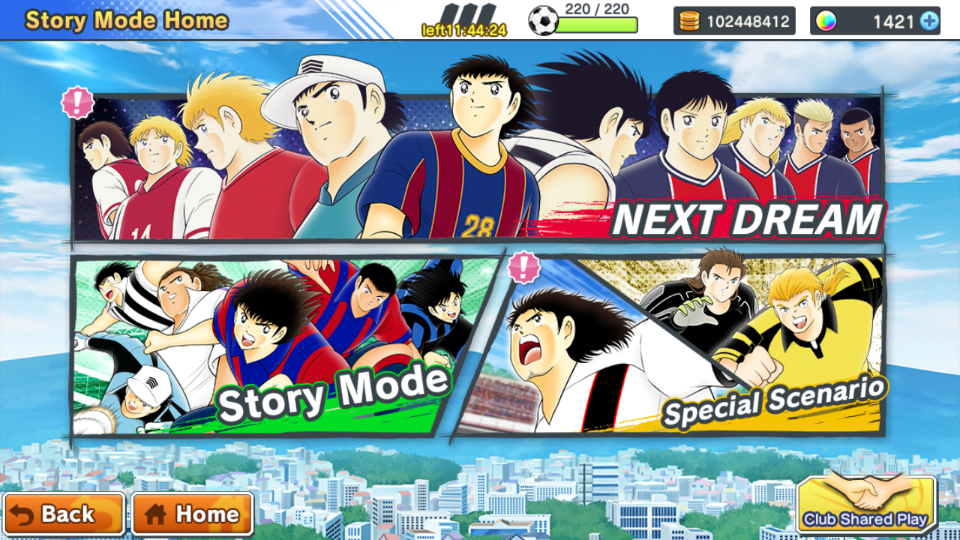 Story Mode Home
left11:44:24
220 / 220
102448412
1421
!
14
28
NEXT DREAM
!
Story Mode
Special Scenario
Back
Home
Club Shared Play